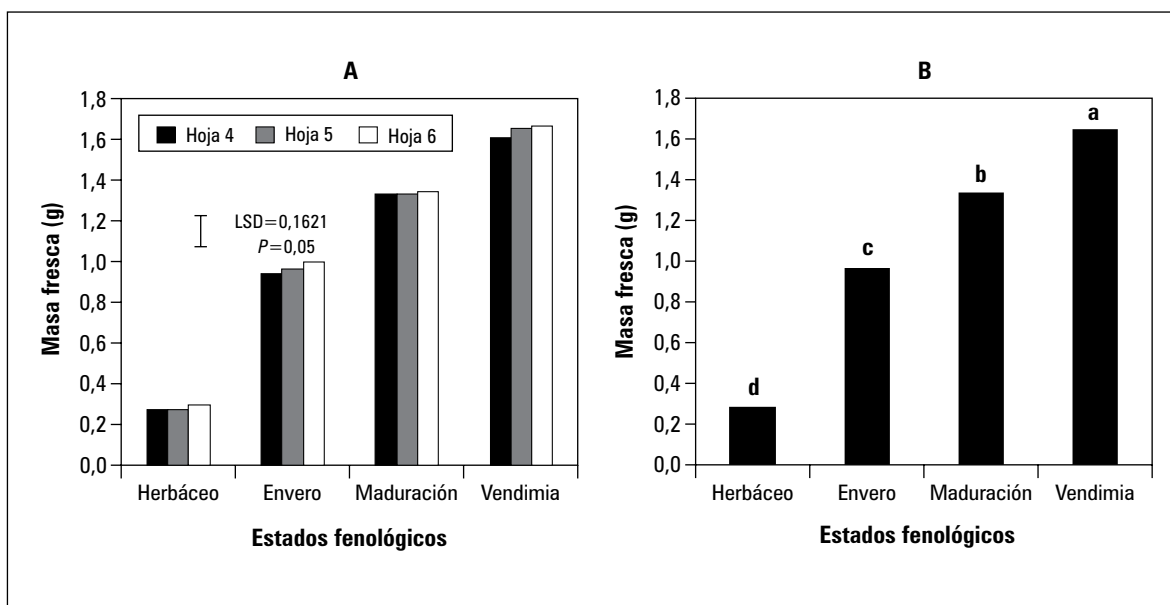 A
Masa fresca (g)
1,8
1,6
1,4
1,2
1,0
0,8
0,6
0,4
0,2
0,0
Hoja 4 Hoja 5 Hoja 6
LSD=0,1621
P=0,05
Herbáceo Envero Maduración Vendimia
Estados fenológicos
B
Masa fresca (g)
1,8
1,6
1,4
1,2
1,0
0,8
0,6
0,4
0,2
0,0
d
c
b
a
Herbáceo Envero Maduración Vendimia
Estados fenológicos